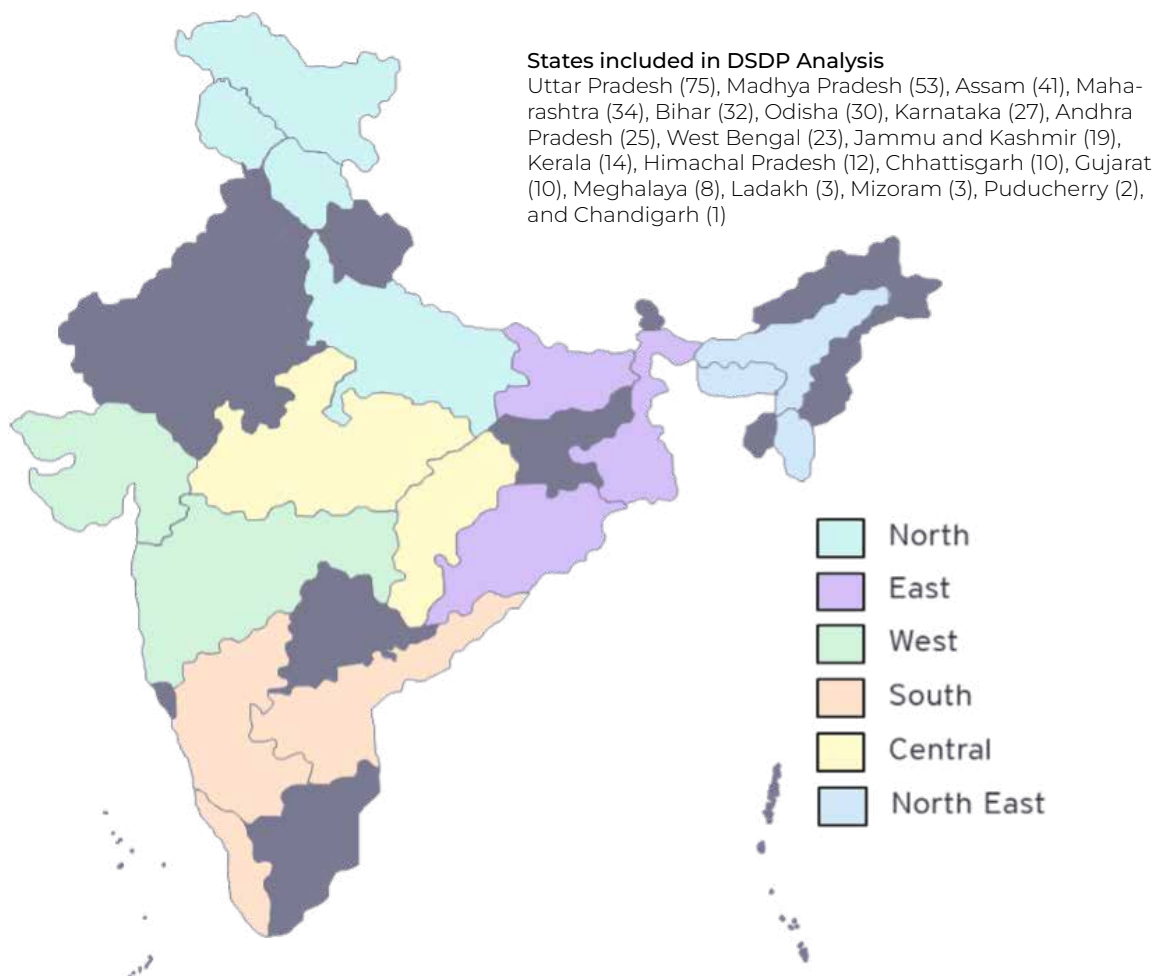 States included in DSDP Analysis
Uttar Pradesh (75), Madhya Pradesh (53), Assam (41), Maha-
rashtra (34), Bihar (32), Odisha (30), Karnataka (27), Andhra
Pradesh (25), West Bengal (23), Jammu and Kashmir (19),
Kerala (14), Himachal Pradesh (12), Chhattisgarh (10), Gujarat
(10), Meghalaya (8), Ladakh (3), Mizoram (3), Puducherry (2),
and Chandigarh (1)
North
East
West
South
Central
North East